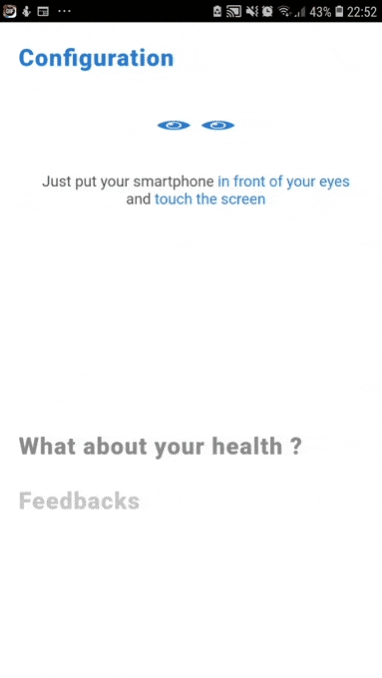 43% 22:52
Configuration
Just put your smartphone in front of your eyes
and touch the screen
What about your health ?
Feedbacks